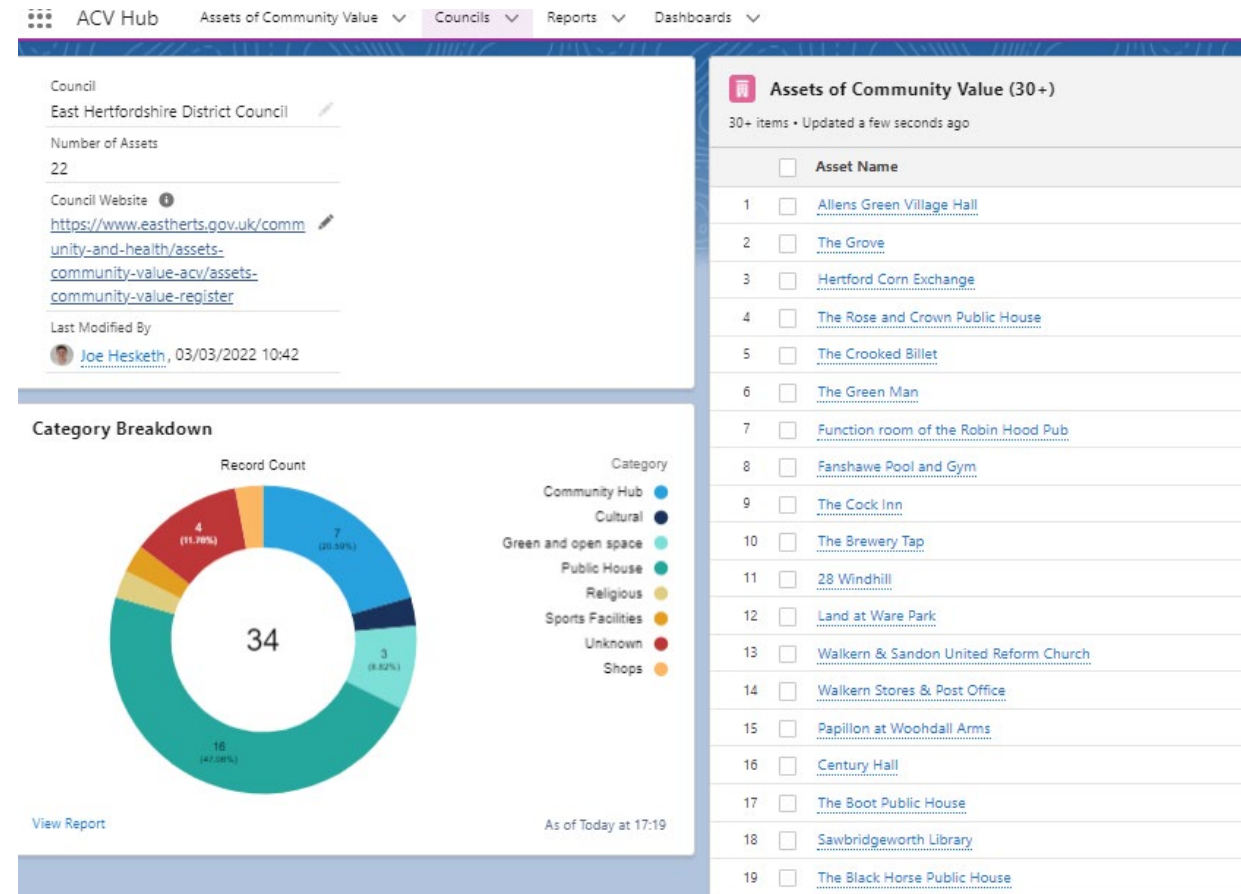 ACV Hub Assets of Community Value Councils Reports Dashboards
Council
East Hertfordshire District Council
Number of Assets
22
Council Website
https://www.eastherts.gov.uk/comm
unity-and-health/assets-
community-value-acv/assets-
community-value-register
Last Modified By
Joe Hesketh, 03/03/2022 10:42
Category Breakdown
Record Count
Category
Community Hub
Cultural
Green and open space
Public House
Religious
Sports Facilities
Unknown
Shops
4
(11.76%)
7
(20.59%)
34
3
(8.82%)
16
(47.06%)
View Report
As of Today at 17:19
Assets of Community Value (30+)
30+ items • Updated a few seconds ago
Asset Name
1 Allens Green Village Hall
2 The Grove
3 Hertford Corn Exchange
4 The Rose and Crown Public House
5 The Crooked Billet
6 The Green Man
7 Function room of the Robin Hood Pub
8 Fanshawe Pool and Gym
9 The Cock Inn
10 The Brewery Tap
11 28 Windhill
12 Land at Ware Park
13 Walkern & Sandon United Reform Church
14 Walkern Stores & Post Office
15 Papillon at Woohdall Arms
16 Century Hall
17 The Boot Public House
18 Sawbridgeworth Library
19 The Black Horse Public House